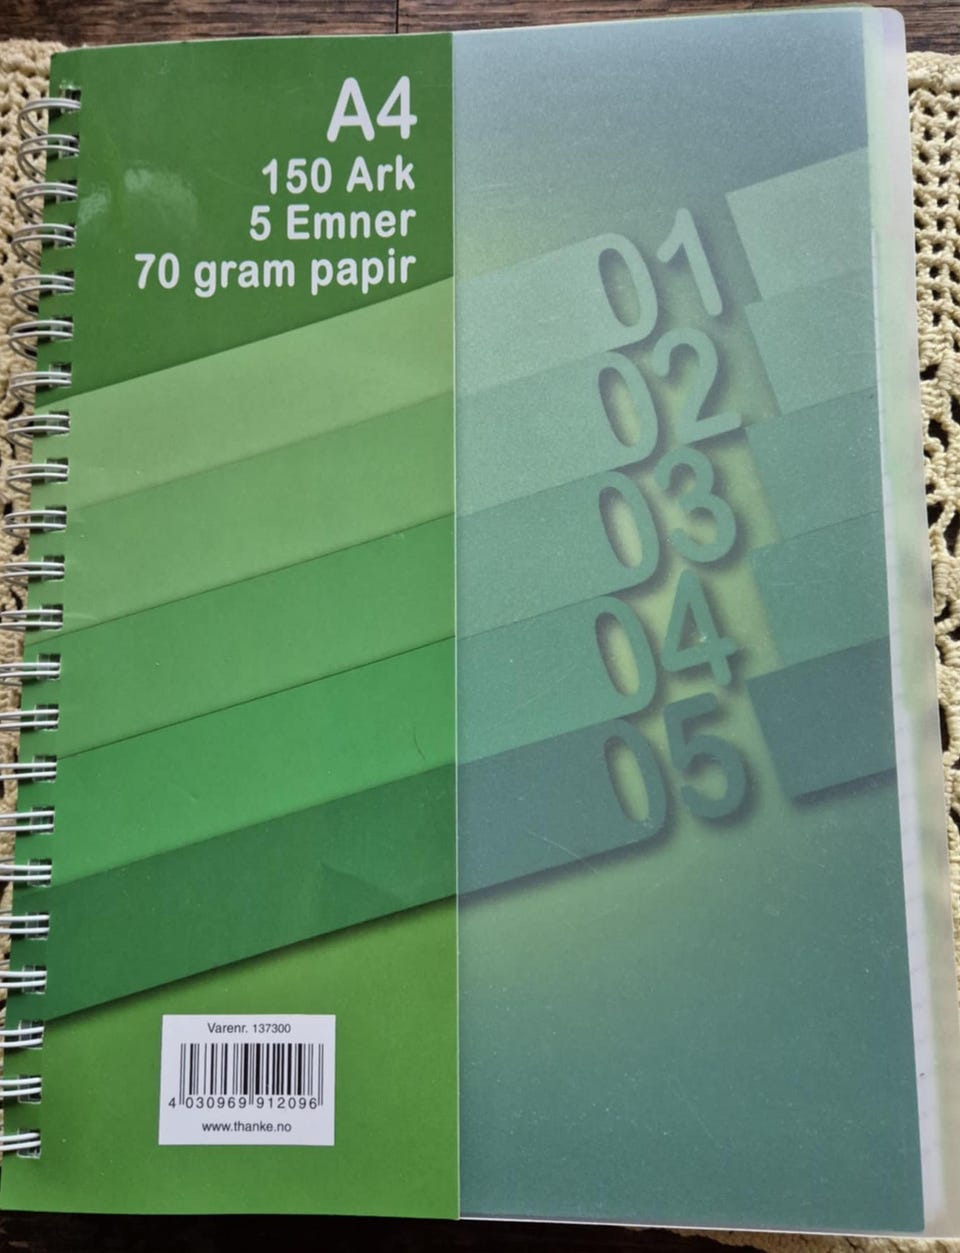 A4
150 Ark
5 Emner
70 gram papir
01
02
03
04
05
Varenr. 137300
4 030969 912096
www.thanke.no